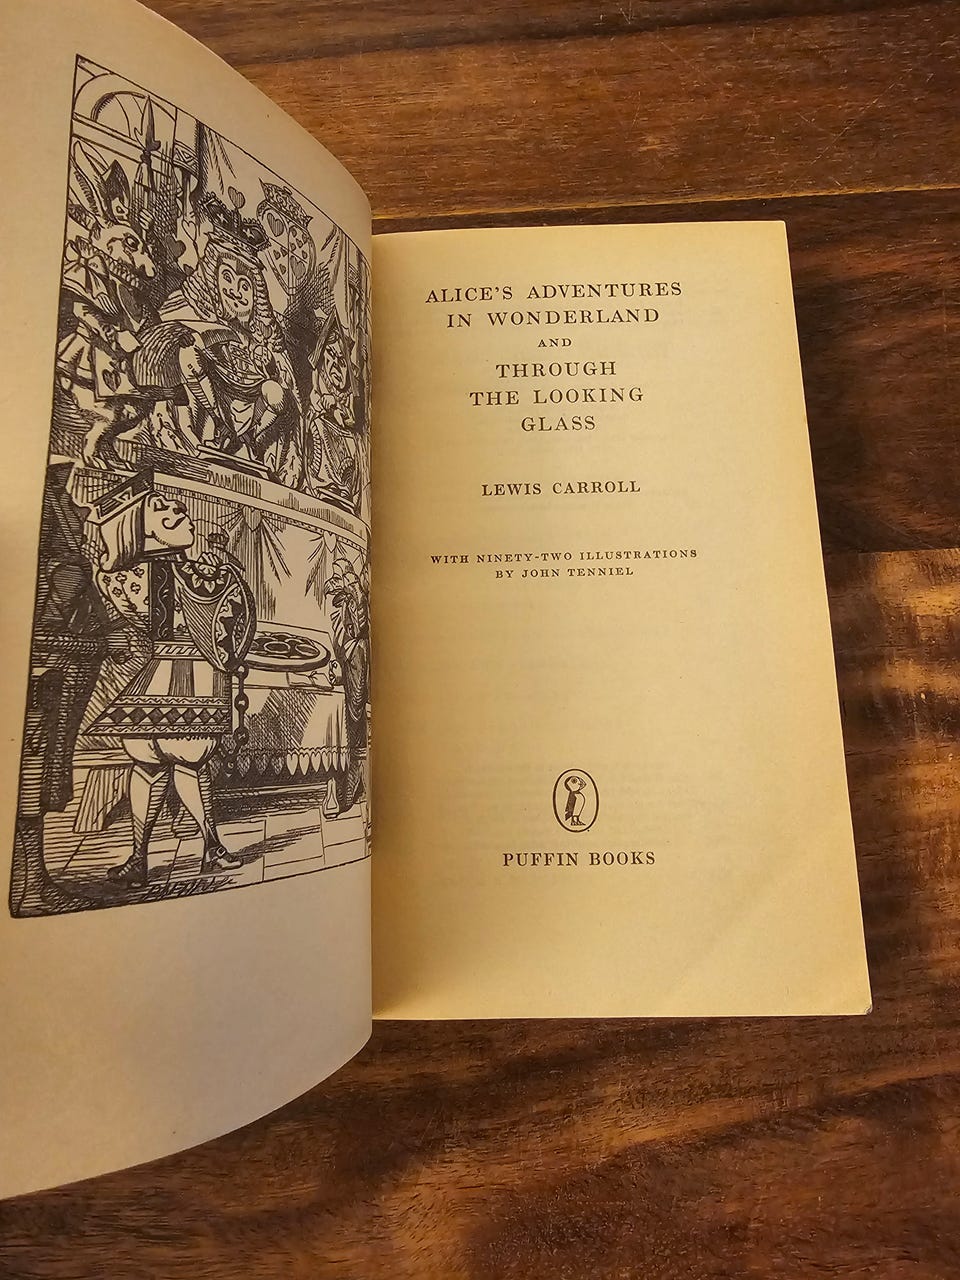 ALICE'S ADVENTURES
IN WONDERLAND
AND
THROUGH
THE LOOKING
GLASS
LEWIS CARROLL
WITH NINETY-TWO ILLUSTRATIONS
BY JOHN TENNIEL
PUFFIN BOOKS